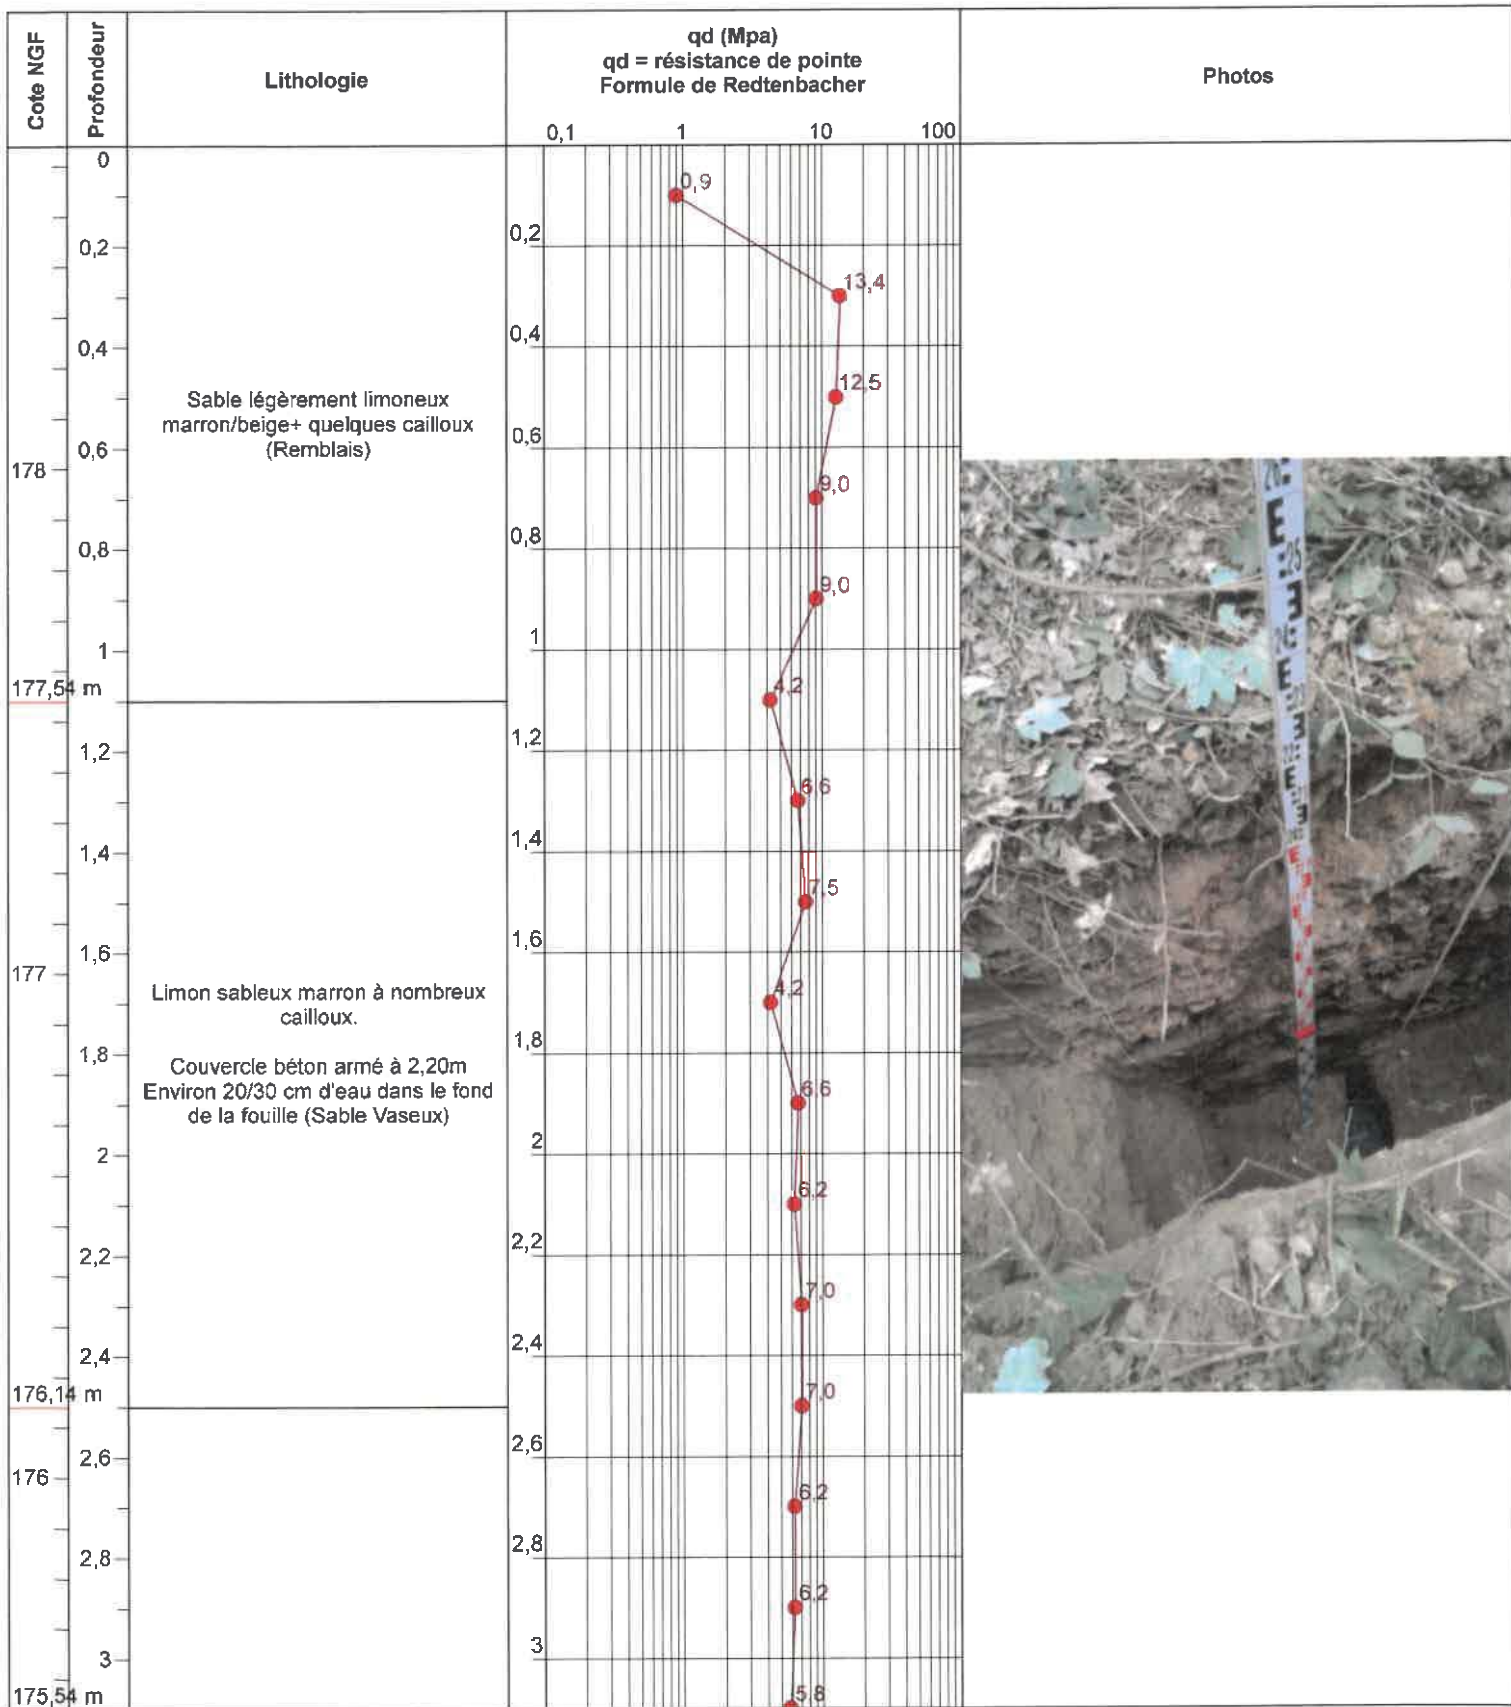 Cote NGF
Profondeur
Lithologie
qd (Mpa)
qd = résistance de pointe
Formule de Redtenbacher
Photos
0,1 1 10 100
0
0,9
0,2
0,2
13,4
0,4
0,4
12,5
Sable légèrement limoneux
marron/beige+ quelques cailloux
(Remblais)
0,6
0,6
178
9,0
0,8
0,8
9,0
1
1
177,54 m
4,2
1,2
1,2
6,6
1,4
1,4
7,5
1,6
1,6
177
Limon sableux marron à nombreux
cailloux.
4,2
1,8
1,8
Couvercle béton armé à 2,20m
Environ 20/30 cm d'eau dans le fond
de la fouille (Sable Vaseux)
6,6
2
2
6,2
2,2
2,2
7,0
2,4
2,4
176,14 m
7,0
2,6
2,6
176
6,2
2,8
2,8
6,2
3
3
175,54 m
5,8